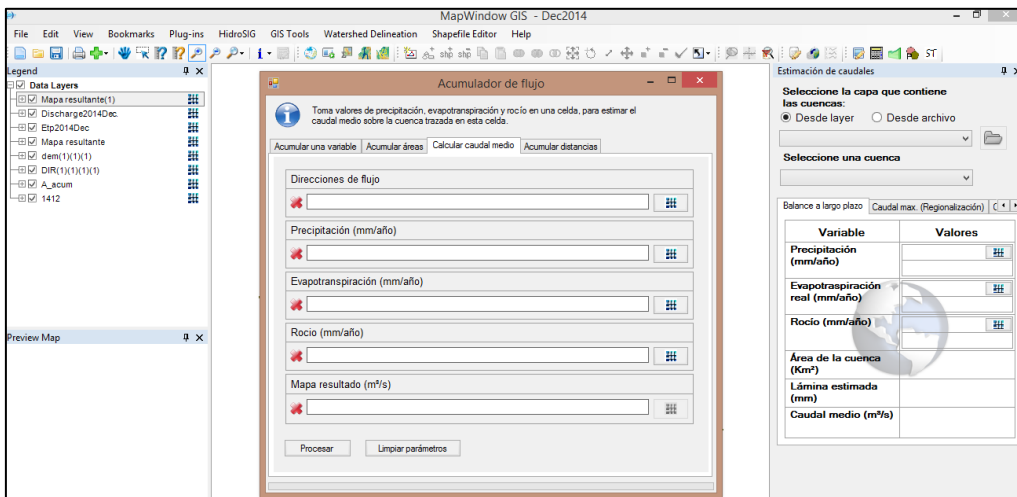 MapWindow GIS - Dec2014
File Edit View Bookmarks Plug-ins HidroSIG GIS Tools Watershed Delineation Shapefile Editor Help
shp shp
ST
Legend
Data Layers
Mapa resultante(1)
Discharge2014Dec
Etp2014Dec
Mapa resultante
dem(1)(1)(1)
DIR(1)(1)(1)(1)
A_acum
1412
Preview Map
Acumulador de flujo
Toma valores de precipitación, evapotranspiración y rocío en una celda, para estimar el
caudal medio sobre la cuenca trazada en esta celda.
Acumular una variable Acumular áreas Calcular caudal medio Acumular distancias
Direcciones de flujo
Precipitación (mm/año)
Evapotranspiración (mm/año)
Rocio (mm/año)
Mapa resultado (m³/s)
Procesar Limpiar parámetros
Estimación de caudales
Seleccione la capa que contiene
las cuencas:
Desde layer Desde archivo
Seleccione una cuenca
Balance a largo plazo Caudal max. (Regionalización)
Variable Valores
Precipitación
(mm/año)
Evapotraspiración
real (mm/año)
Rocío (mm/año)
Área de la cuenca
(Km²)
Lámina estimada
(mm)
Caudal medio (m³/s)